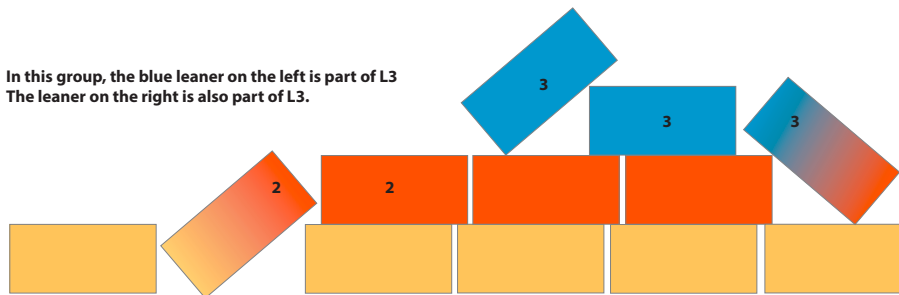 In this group, the blue leaner on the left is part of L3
The leaner on the right is also part of L3.
3
3
3
2
2